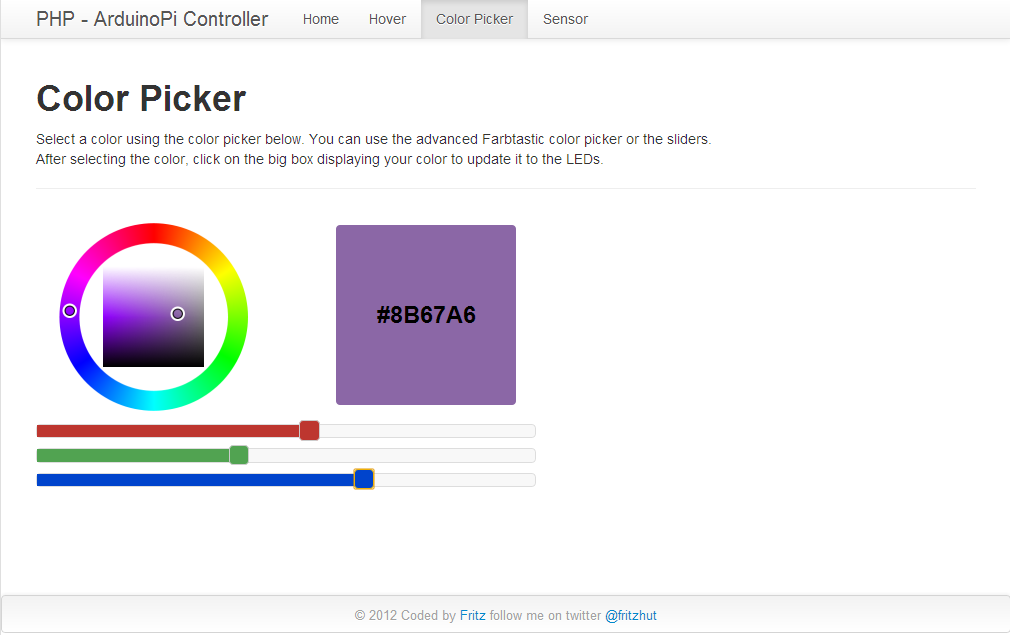 PHP - ArduinoPi Controller Home Hover Color Picker Sensor
Color Picker
Select a color using the color picker below. You can use the advanced Farbtastic color picker or the sliders.
After selecting the color, click on the big box displaying your color to update it to the LEDs.
#8B67A6
© 2012 Coded by Fritz follow me on twitter @fritzhut